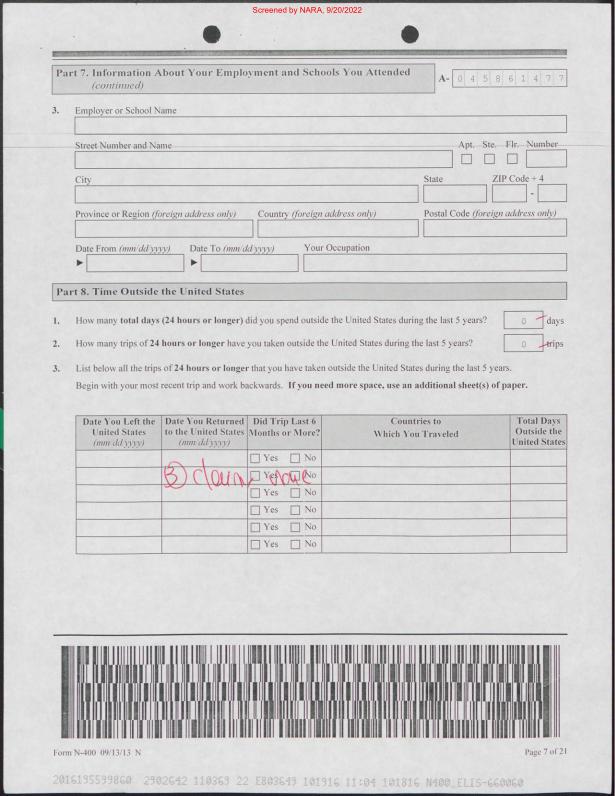 Screened by NARA, 9/20/2022
Part 7. Information About Your Employment and Schools You Attended
(continued)
A- 0 4 5 8 6 1 4 7 7
3. Employer or School Name
Street Number and Name Apt. Ste. Flr. Number
City State ZIP Code + 4
-
Province or Region (foreign address only) Country (foreign address only) Postal Code (foreign address only)
Date From (mm/dd/yyyy) Date To (mm/dd/yyyy) Your Occupation
Part 8. Time Outside the United States
1. How many total days (24 hours or longer) did you spend outside the United States during the last 5 years? 0 days
2. How many trips of 24 hours or longer have you taken outside the United States during the last 5 years? 0 trips
3. List below all the trips of 24 hours or longer that you have taken outside the United States during the last 5 years.
Begin with your most recent trip and work backwards. If you need more space, use an additional sheet(s) of paper.
Date You Left the United States (mm/dd/yyyy) Date You Returned to the United States (mm/dd/yyyy) Did Trip Last 6 Months or More? Countries to Which You Traveled Total Days Outside the United States
Yes No
Yes No
Yes No
Yes No
Yes No
Yes No
Form N-400 09/13/13 N Page 7 of 21
2016195599860 2902642 110369 22 E803649 101916 11:04 101816 N400_ELIS-660060